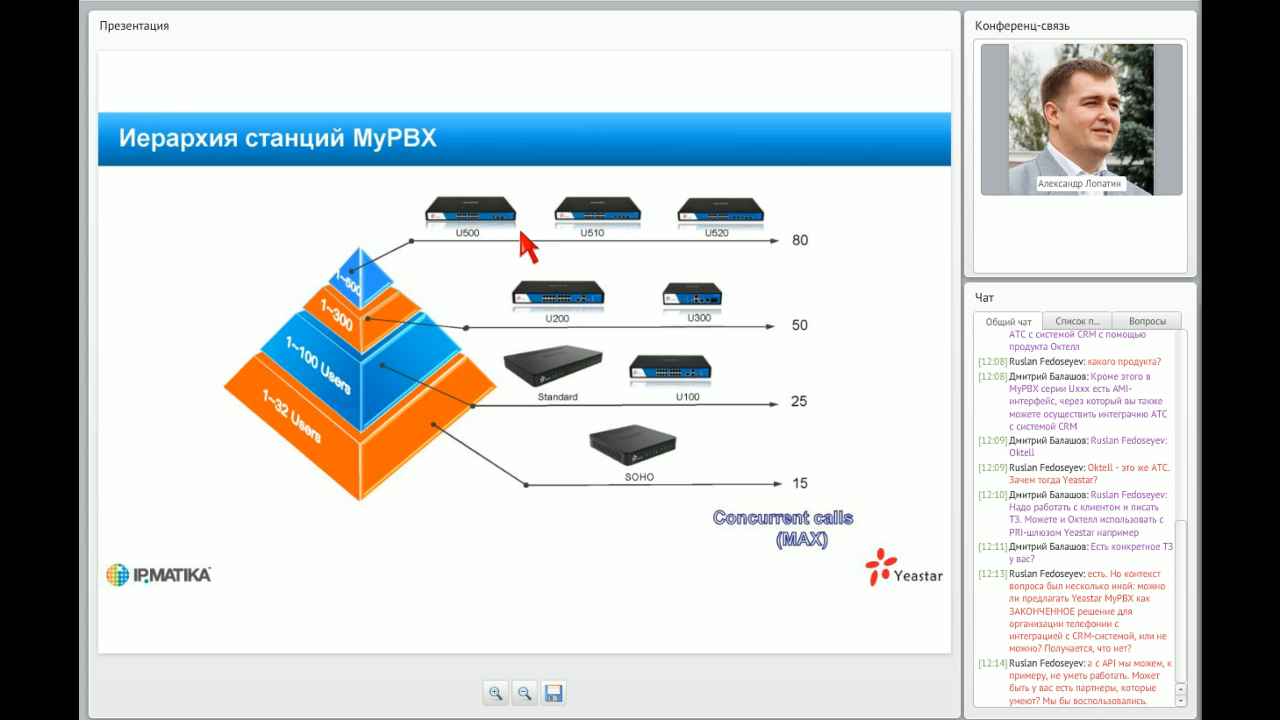 Презентация
Иерархия станций MyPBX
U500
U510
U520
80
1~500
1~300
U200
U300
50
1~100 Users
Standard
U100
25
1~32 Users
SOHO
15
Concurrent calls
(MAX)
IPMATIKA
Yeastar
Конференц-связь
Александр Лопатин
Чат
Общий чат
Список п...
Вопросы
АТС с системой CRM с помощью
продукта Октелл
[12:08] Ruslan Fedoseyev: какого продукта?
[12:08] Дмитрий Балашов: Кроме этого в
MyPBX серии Uxxx есть AMI-
интерфейс, через который вы также
можете осуществить интеграчию АТС
с системой CRM
[12:09] Дмитрий Балашов: Ruslan Fedoseyev:
Oktell
[12:09] Ruslan Fedoseyev: Oktell - это же АТС.
Зачем тогда Yeastar?
[12:10] Дмитрий Балашов: Ruslan Fedoseyev:
Надо работать с клиентом и писать
ТЗ. Можете и Октелл использовать с
PRI-шлюзом Yeastar например
[12:11] Дмитрий Балашов: Есть конкретное ТЗ
у вас?
[12:13] Ruslan Fedoseyev: есть. Но контекст
вопроса был несколько иной: можно
ли предлагать Yeastar MyPBX как
ЗАКОНЧЕННОЕ решение для
организации телефонии с
интеграцией с CRM-системой, или не
можно? Получается, что нет?
[12:14] Ruslan Fedoseyev: а с API мы можем, к
примеру, не уметь работать. Может
быть у вас есть партнеры, которые
умеют? Мы бы воспользовались.